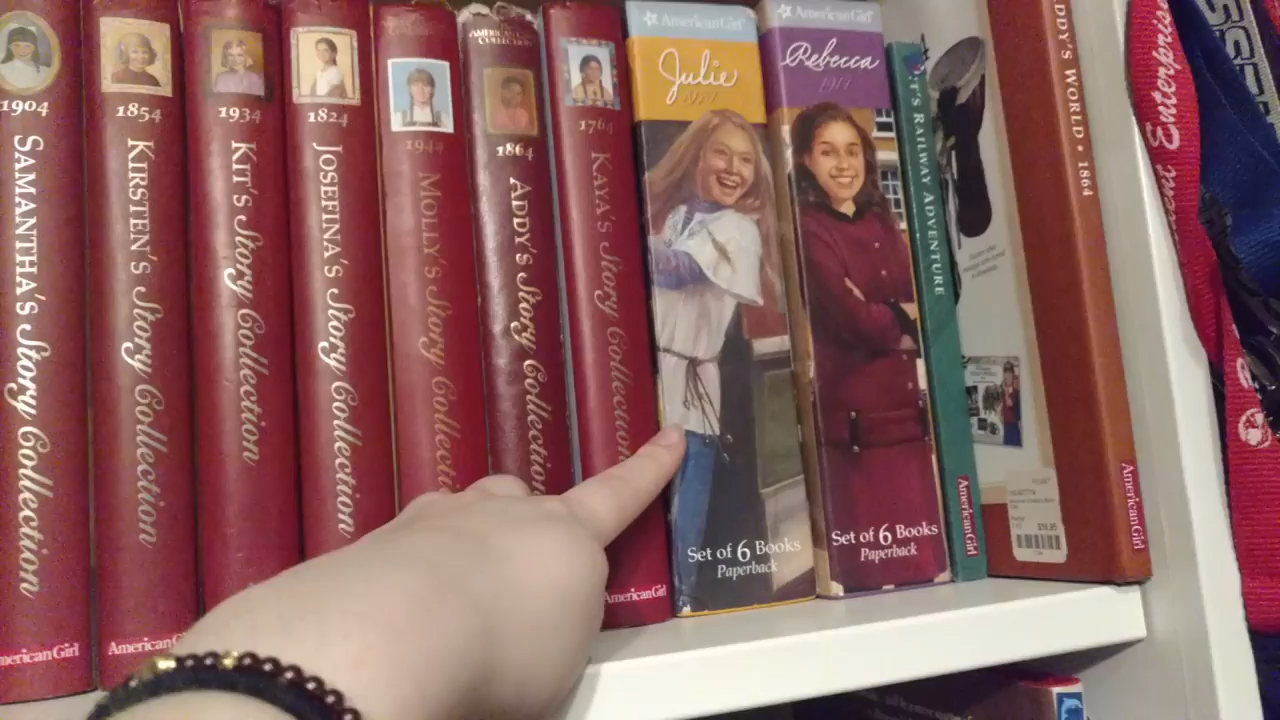 1904
SAMANTHA'S Story Collection
American Girl
1854
KIRSTEN'S Story Collection
American Girl
1934
KIT'S Story Collection
1824
JOSEFINA'S Story Collection
1944
MOLLY'S Story Collecti
AMERICAN GIRL
COLLECTION
1864
ADDY'S Story Collection
1764
KAYA'S Story Collection
American Girl
American Girl
Julie
Set of 6 Books
Paperback
American Girl
Rebecca
Set of 6 Books
Paperback
T'S RAILWAY ADVENTURE
American Girl
$16.95
ADDY'S WORLD • 1864
American Girl
Enterprise